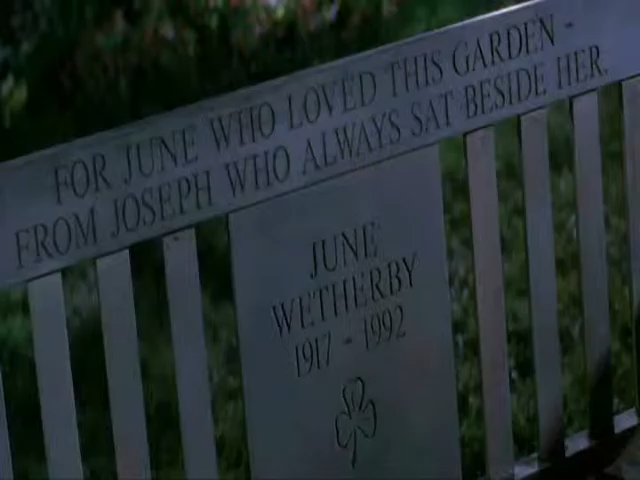 FOR JUNE WHO LOVED THIS GARDEN -
FROM JOSEPH WHO ALWAYS SAT BESIDE HER.
JUNE
WETHERBY
1917 - 1992